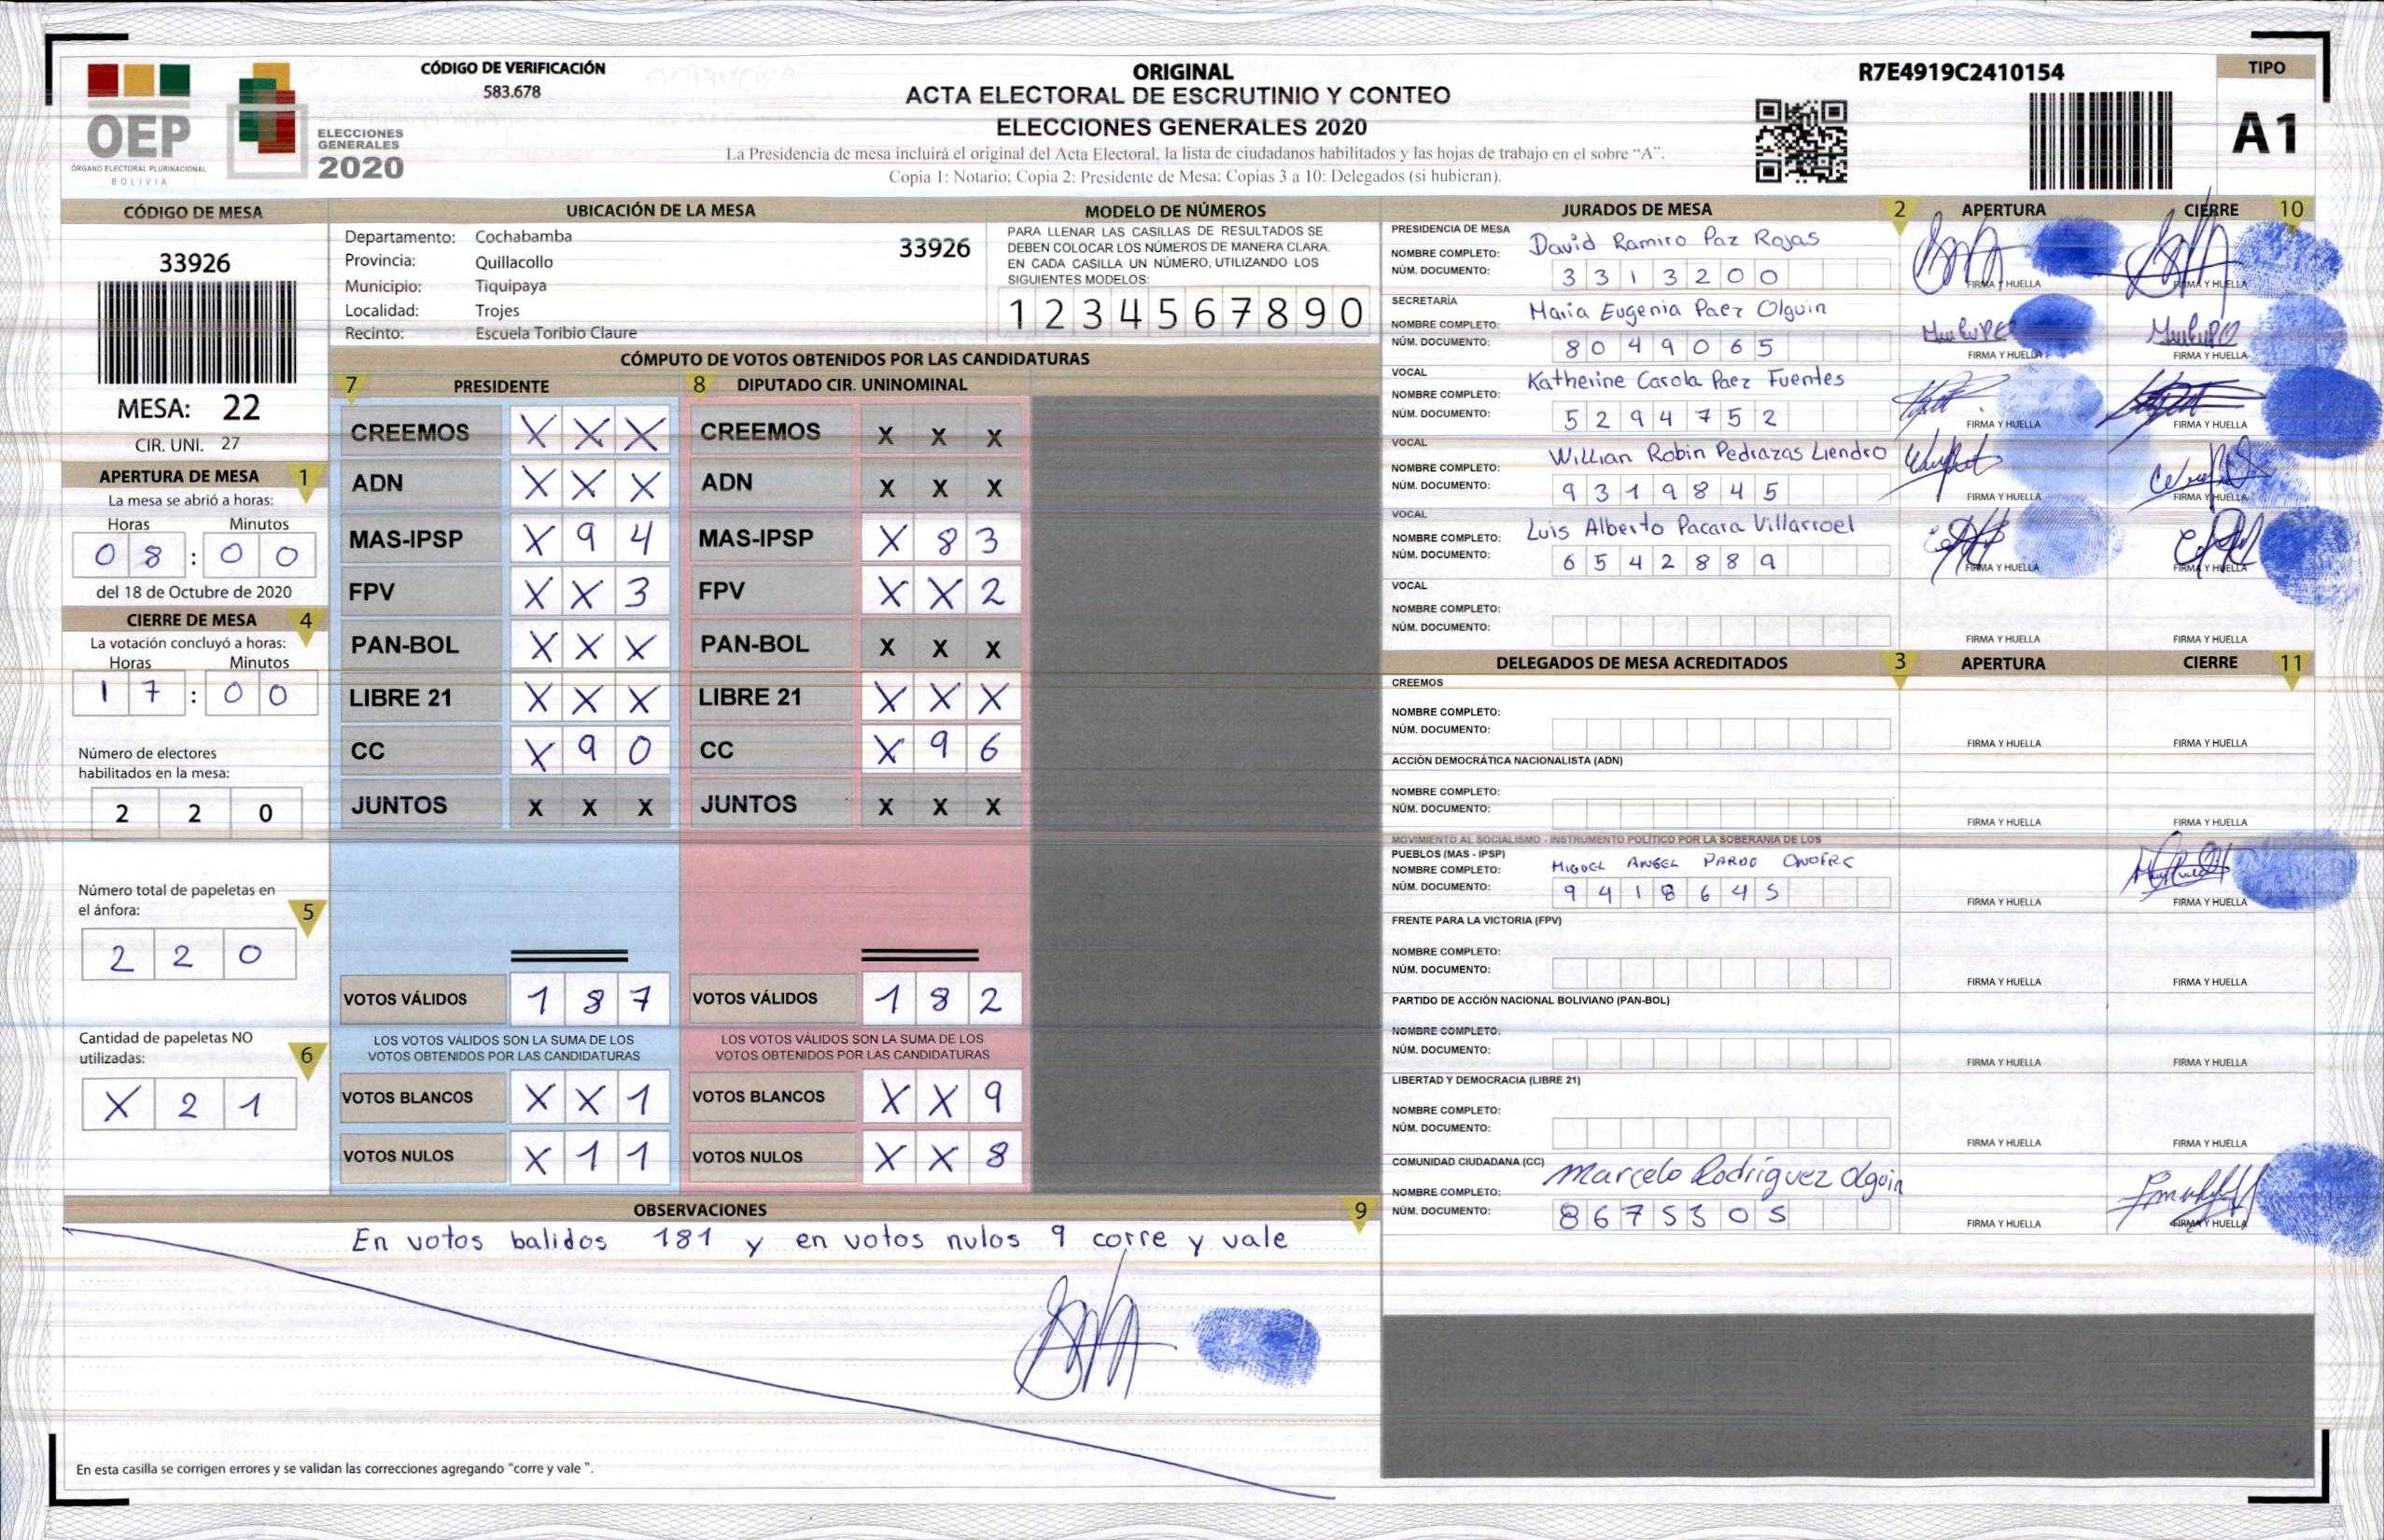 CÓDIGO DE VERIFICACIÓN
583.678
OEP
ÓRGANO ELECTORAL PLURINACIONAL
BOLIVIA
ELECCIONES
GENERALES
2020
ORIGINAL
ACTA ELECTORAL DE ESCRUTINIO Y CONTEO
ELECCIONES GENERALES 2020
La Presidencia de mesa incluirá el original del Acta Electoral, la lista de ciudadanos habilitados y las hojas de trabajo en el sobre “A”.
Copia 1: Notario; Copia 2: Presidente de Mesa; Copias 3 a 10: Delegados (si hubieran).
R7E4919C2410154
TIPO
A1
CÓDIGO DE MESA
33926
MESA: 22
CIR. UNI. 27
APERTURA DE MESA 1
La mesa se abrió a horas:
Horas Minutos
0 8 : 0 0
del 18 de Octubre de 2020
CIERRE DE MESA 4
La votación concluyó a horas:
Horas Minutos
1 7 : 0 0
Número de electores
habilitados en la mesa:
2 2 0
Número total de papeletas en
el ánfora: 5
2 2 0
Cantidad de papeletas NO
utilizadas: 6
X 2 1
UBICACIÓN DE LA MESA
Departamento: Cochabamba 33926
Provincia: Quillacollo
Municipio: Tiquipaya
Localidad: Trojes
Recinto: Escuela Toribio Claure
MODELO DE NÚMEROS
PARA LLENAR LAS CASILLAS DE RESULTADOS SE
DEBEN COLOCAR LOS NÚMEROS DE MANERA CLARA.
EN CADA CASILLA UN NÚMERO, UTILIZANDO LOS
SIGUIENTES MODELOS:
1 2 3 4 5 6 7 8 9 0
CÓMPUTO DE VOTOS OBTENIDOS POR LAS CANDIDATURAS
7 PRESIDENTE 8 DIPUTADO CIR. UNINOMINAL
CREEMOS X X X CREEMOS X X X
ADN X X X ADN X X X
MAS-IPSP X 9 4 MAS-IPSP X 8 3
FPV X X 3 FPV X X 2
PAN-BOL X X X PAN-BOL X X X
LIBRE 21 X X X LIBRE 21 X X X
CC X 9 0 CC X 9 6
JUNTOS X X X JUNTOS X X X
VOTOS VÁLIDOS 1 8 7 VOTOS VÁLIDOS 1 8 2
LOS VOTOS VÁLIDOS SON LA SUMA DE LOS LOS VOTOS VÁLIDOS SON LA SUMA DE LOS
VOTOS OBTENIDOS POR LAS CANDIDATURAS VOTOS OBTENIDOS POR LAS CANDIDATURAS
VOTOS BLANCOS X X 1 VOTOS BLANCOS X X 9
VOTOS NULOS X 1 1 VOTOS NULOS X X 8
OBSERVACIONES 9
En votos balidos 181 y en votos nulos 9 corre y vale
En esta casilla se corrigen errores y se validan las correcciones agregando "corre y vale ".
JURADOS DE MESA 2 APERTURA CIERRE 10
PRESIDENCIA DE MESA
NOMBRE COMPLETO: David Ramiro Paz Rojas
NÚM. DOCUMENTO: 3 3 1 3 2 0 0
FIRMA Y HUELLA FIRMA Y HUELLA
SECRETARÍA
NOMBRE COMPLETO: Maria Eugenia Paez Olguin
NÚM. DOCUMENTO: 8 0 4 9 0 6 5
FIRMA Y HUELLA FIRMA Y HUELLA
VOCAL
NOMBRE COMPLETO: Katherine Carola Paez Fuentes
NÚM. DOCUMENTO: 5 2 9 4 7 5 2
FIRMA Y HUELLA FIRMA Y HUELLA
VOCAL
NOMBRE COMPLETO: Willian Robin Pedrazas Liendro
NÚM. DOCUMENTO: 9 3 1 9 8 4 5
FIRMA Y HUELLA FIRMA Y HUELLA
VOCAL
NOMBRE COMPLETO: Luis Alberto Pacara Villarroel
NÚM. DOCUMENTO: 6 5 4 2 8 8 9
FIRMA Y HUELLA FIRMA Y HUELLA
VOCAL
NOMBRE COMPLETO:
NÚM. DOCUMENTO:
FIRMA Y HUELLA FIRMA Y HUELLA
DELEGADOS DE MESA ACREDITADOS 3 APERTURA CIERRE 11
CREEMOS
NOMBRE COMPLETO:
NÚM. DOCUMENTO:
FIRMA Y HUELLA FIRMA Y HUELLA
ACCIÓN DEMOCRÁTICA NACIONALISTA (ADN)
NOMBRE COMPLETO:
NÚM. DOCUMENTO:
FIRMA Y HUELLA FIRMA Y HUELLA
MOVIMIENTO AL SOCIALISMO - INSTRUMENTO POLÍTICO POR LA SOBERANIA DE LOS
PUEBLOS (MAS - IPSP)
NOMBRE COMPLETO: MIGUEL ANGEL PARDO ONOFRE
NÚM. DOCUMENTO: 9 4 1 8 6 4 5
FIRMA Y HUELLA FIRMA Y HUELLA
FRENTE PARA LA VICTORIA (FPV)
NOMBRE COMPLETO:
NÚM. DOCUMENTO:
FIRMA Y HUELLA FIRMA Y HUELLA
PARTIDO DE ACCIÓN NACIONAL BOLIVIANO (PAN-BOL)
NOMBRE COMPLETO:
NÚM. DOCUMENTO:
FIRMA Y HUELLA FIRMA Y HUELLA
LIBERTAD Y DEMOCRACIA (LIBRE 21)
NOMBRE COMPLETO:
NÚM. DOCUMENTO:
FIRMA Y HUELLA FIRMA Y HUELLA
COMUNIDAD CIUDADANA (CC)
NOMBRE COMPLETO: Marcelo Rodríguez Olguin
NÚM. DOCUMENTO: 8 6 7 5 3 0 5
FIRMA Y HUELLA FIRMA Y HUELLA